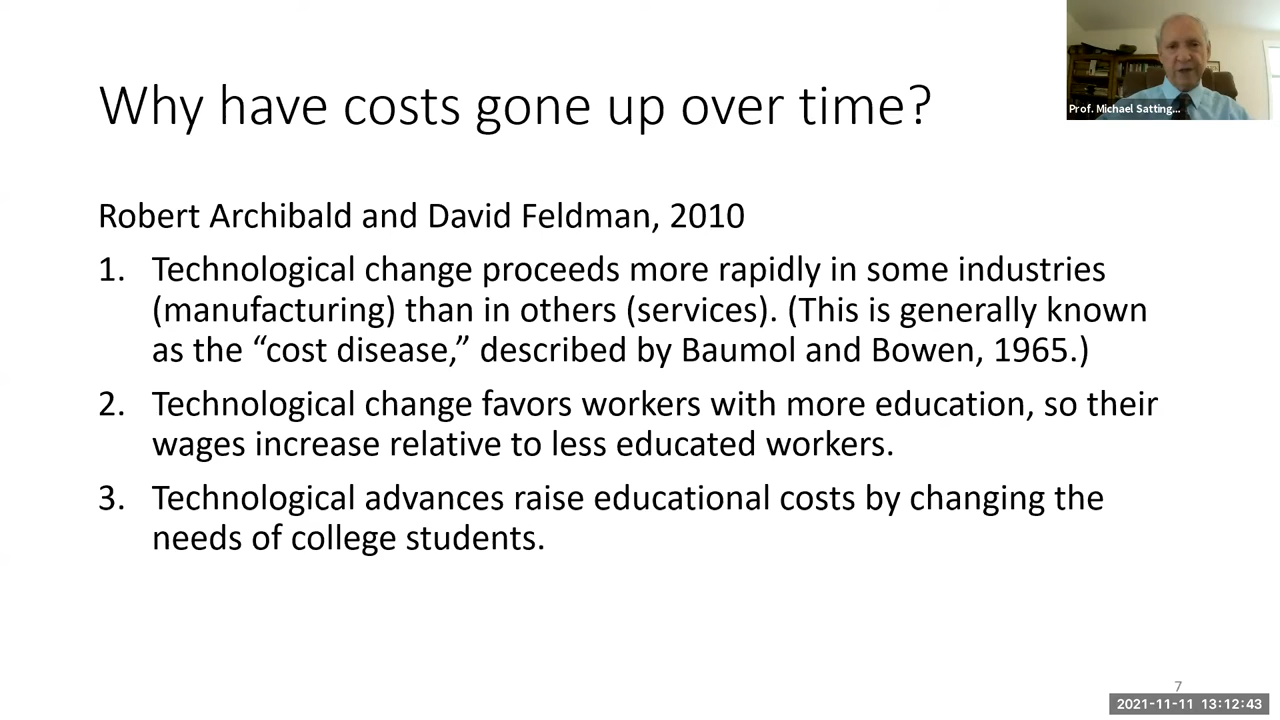 Prof. Michael Satting...
Why have costs gone up over time?
Robert Archibald and David Feldman, 2010
1. Technological change proceeds more rapidly in some industries
(manufacturing) than in others (services). (This is generally known
as the “cost disease,” described by Baumol and Bowen, 1965.)
2. Technological change favors workers with more education, so their
wages increase relative to less educated workers.
3. Technological advances raise educational costs by changing the
needs of college students.
7
2021-11-11 13:12:43